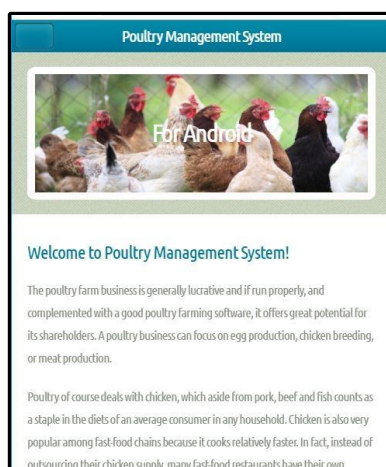 Poultry Management System
For Android
Welcome to Poultry Management System!
The poultry farm business is generally lucrative and if run properly, and
complemented with a good poultry farming software, it offers great potential for
its shareholders. A poultry business can focus on egg production, chicken breeding,
or meat production.
Poultry of course deals with chicken, which aside from pork, beef and fish counts as
a staple in the diets of an average consumer in any household. Chicken is also very
popular among fast-food chains because it cooks relatively faster. In fact, instead of
outsourcing their chicken supply, many fast-food restaurants have their own